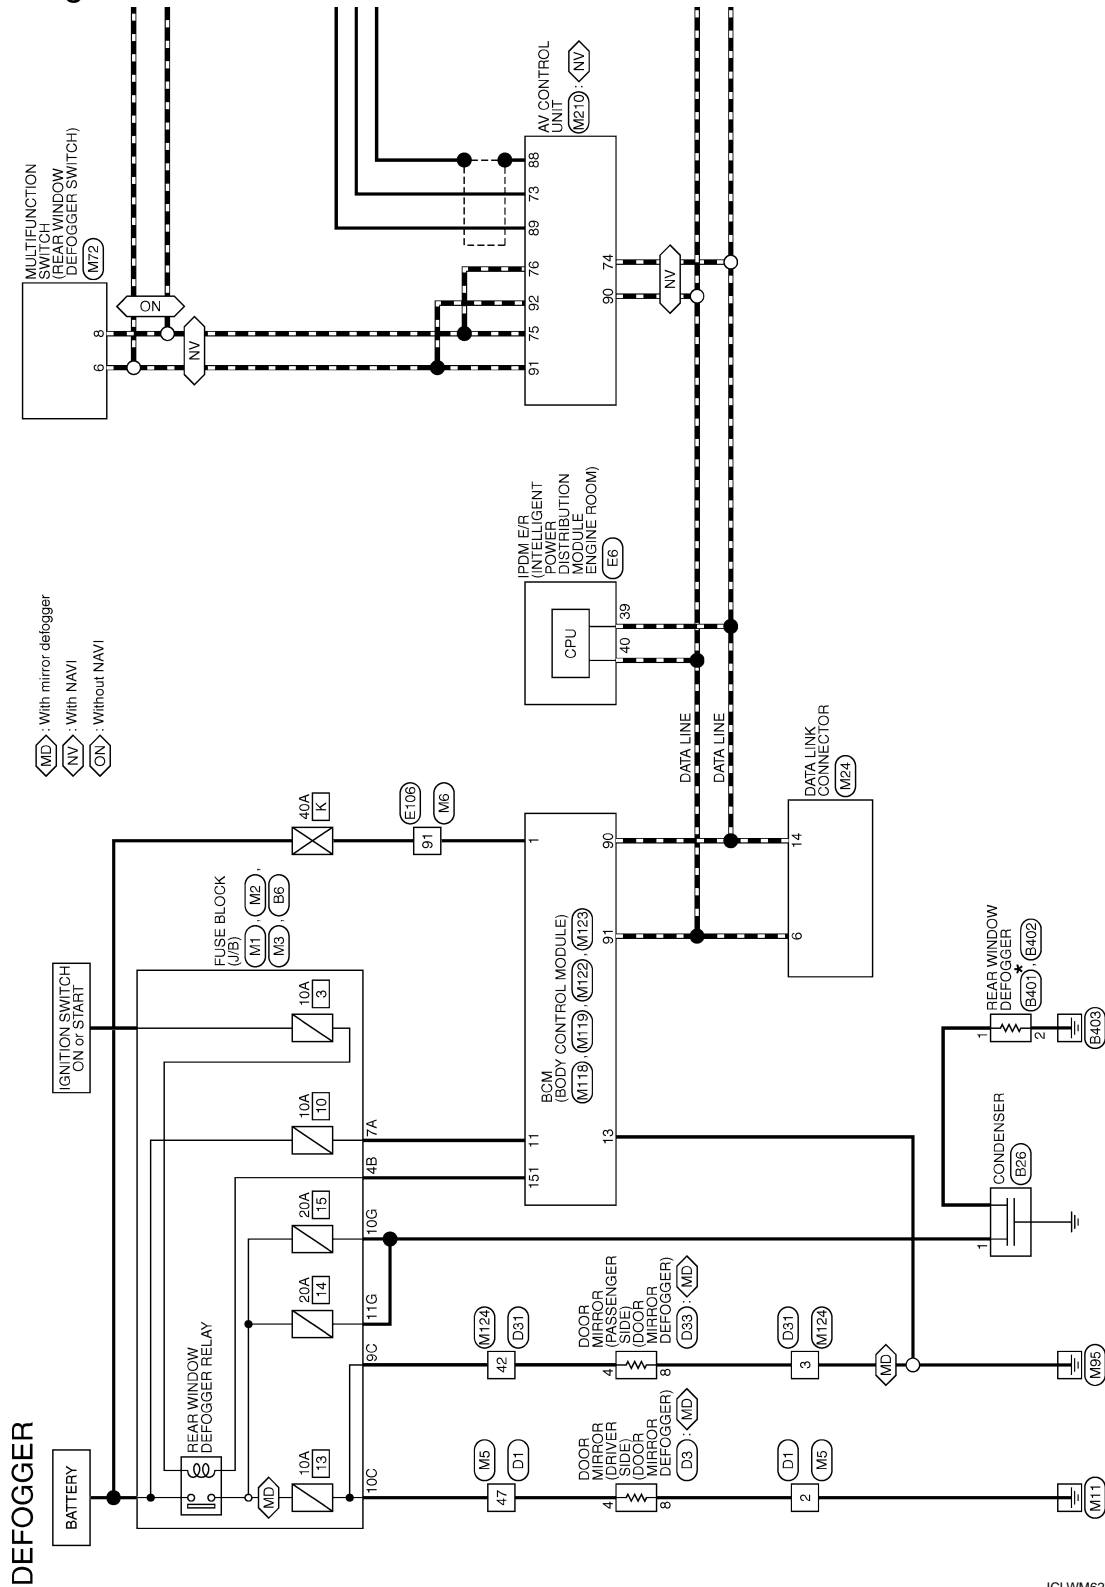 DEFOGGER
BATTERY
IGNITION SWITCH
ON or START
MD : With mirror defogger
NV : With NAVI
ON : Without NAVI
MULTIFUNCTION
SWITCH
(REAR WINDOW
DEFOGGER SWITCH)
M72
8
6
ON
NV
FUSE BLOCK
(J/B)
M1 , M2 ,
M3 , B6
REAR WINDOW
DEFOGGER RELAY
MD
10A
13
20A
14
20A
15
10A
10
10A
3
40A
K
10C
9C
11G
10G
4B
7A
E106
M6
91
M5
D1
47
M124
D31
42
BCM
(BODY CONTROL MODULE)
M118 , M119 , M122 , M123
151
11
1
13
91
90
IPDM E/R
(INTELLIGENT
POWER
DISTRIBUTION
MODULE
ENGINE ROOM)
E6
CPU
40
39
AV CONTROL
UNIT
M210 : NV
91
75
92
76
89
73
88
90
74
NV
DOOR
MIRROR
(DRIVER
SIDE)
(DOOR
MIRROR
DEFOGGER)
D3 : MD
4
8
DOOR
MIRROR
(PASSENGER
SIDE)
(DOOR
MIRROR
DEFOGGER)
D33 : MD
4
8
DATA LINE
DATA LINE
DATA LINK
CONNECTOR
M24
6
14
D1
M5
2
D31
M124
3
MD
CONDENSER
B26
1
REAR WINDOW
DEFOGGER
B401 * , B402
1
2
M11
M95
B403